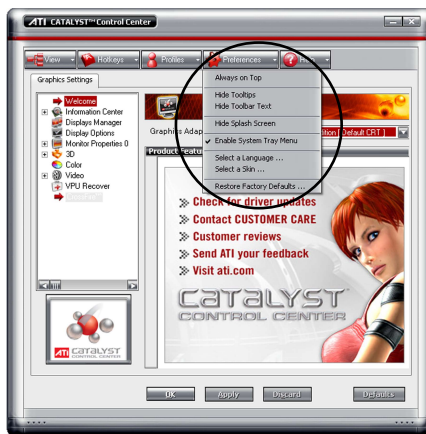 ATI CATALYST™ Control Center
View
Hotkeys
Profiles
Preferences
Graphics Settings
Always on Top
Hide Tooltips
Hide Toolbar Text
Hide Splash Screen
Enable System Tray Menu
Select a Language ...
Select a Skin ...
Restore Factory Defaults ...
Welcome
Information Center
Displays Manager
Display Options
Monitor Properties 0
3D
Color
Video
VPU Recover
Graphics Adap
ition [ Default CRT ]
Product Featu
Check for driver updates
Contact CUSTOMER CARE
Customer reviews
Send ATI your feedback
Visit ati.com
CATALYST
CONTROL CENTER
ATI CATALYST
CONTROL CENTER
OK
Apply
Discard
Defaults